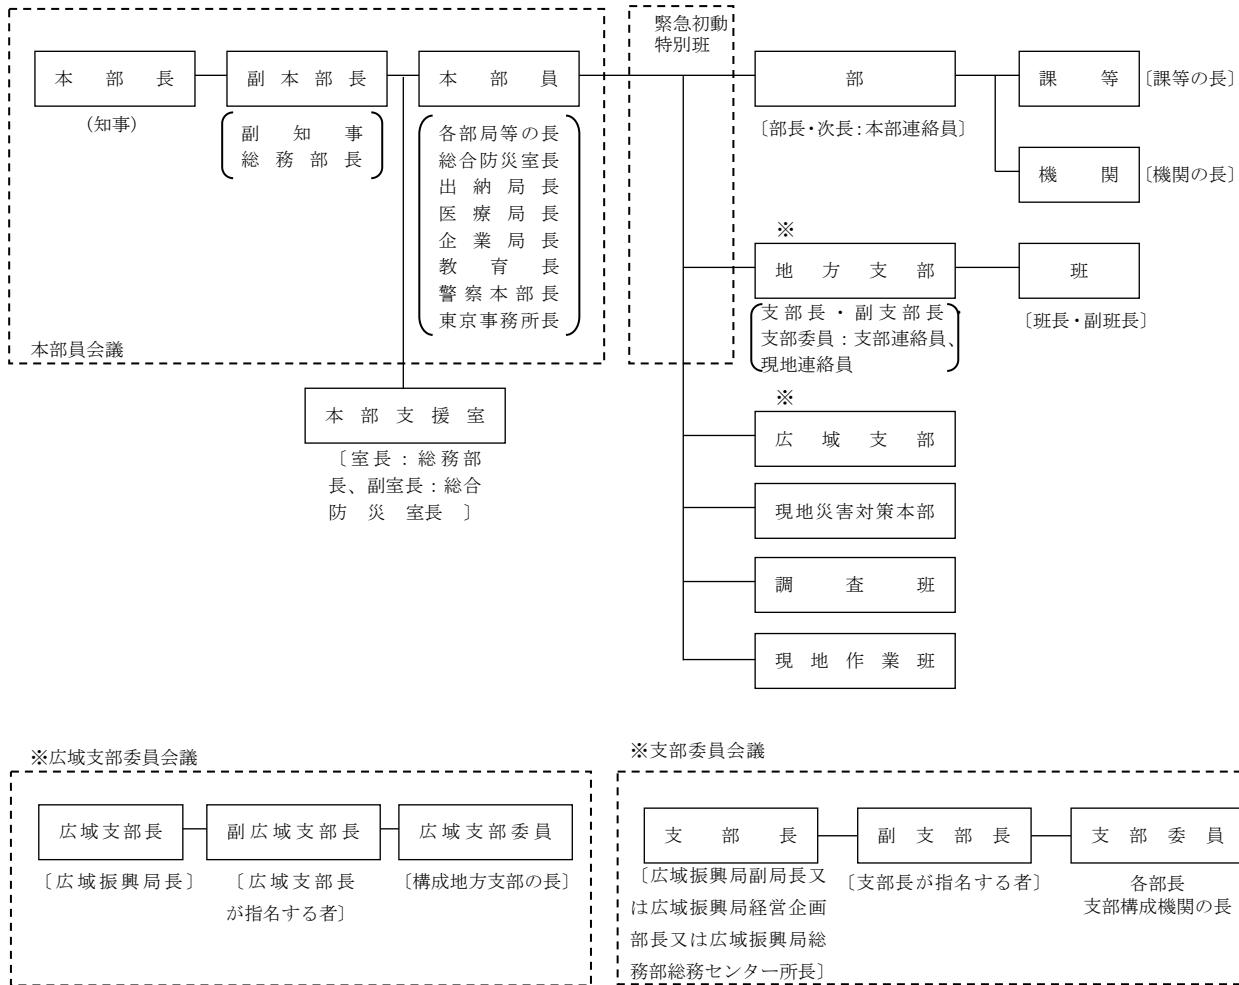 緊急初動
特別班
本部長
副本部長
本部員
部
課等
〔課等の長〕
(知事)
副知事
総務部長
各部局等の長
総合防災室長
出納局長
医療局長
企業局長
教育長
警察本部長
東京事務所長
〔部長・次長：本部連絡員〕
機関
〔機関の長〕
※
地方支部
班
支部長・副支部長・
支部委員：支部連絡員、
現地連絡員
〔班長・副班長〕
本部員会議
本部支援室
〔室長：総務部
長、副室長：総合
防災室長〕
※
広域支部
現地災害対策本部
調査班
現地作業班
※広域支部委員会議
広域支部長
副広域支部長
広域支部委員
〔広域振興局長〕
〔広域支部長
が指名する者〕
〔構成地方支部の長〕
※支部委員会議
支部長
副支部長
支部委員
〔広域振興局副局長又
は広域振興局経営企画
部長又は広域振興局総
務部総務センター所長〕
〔支部長が指名する者〕
各部長
支部構成機関の長